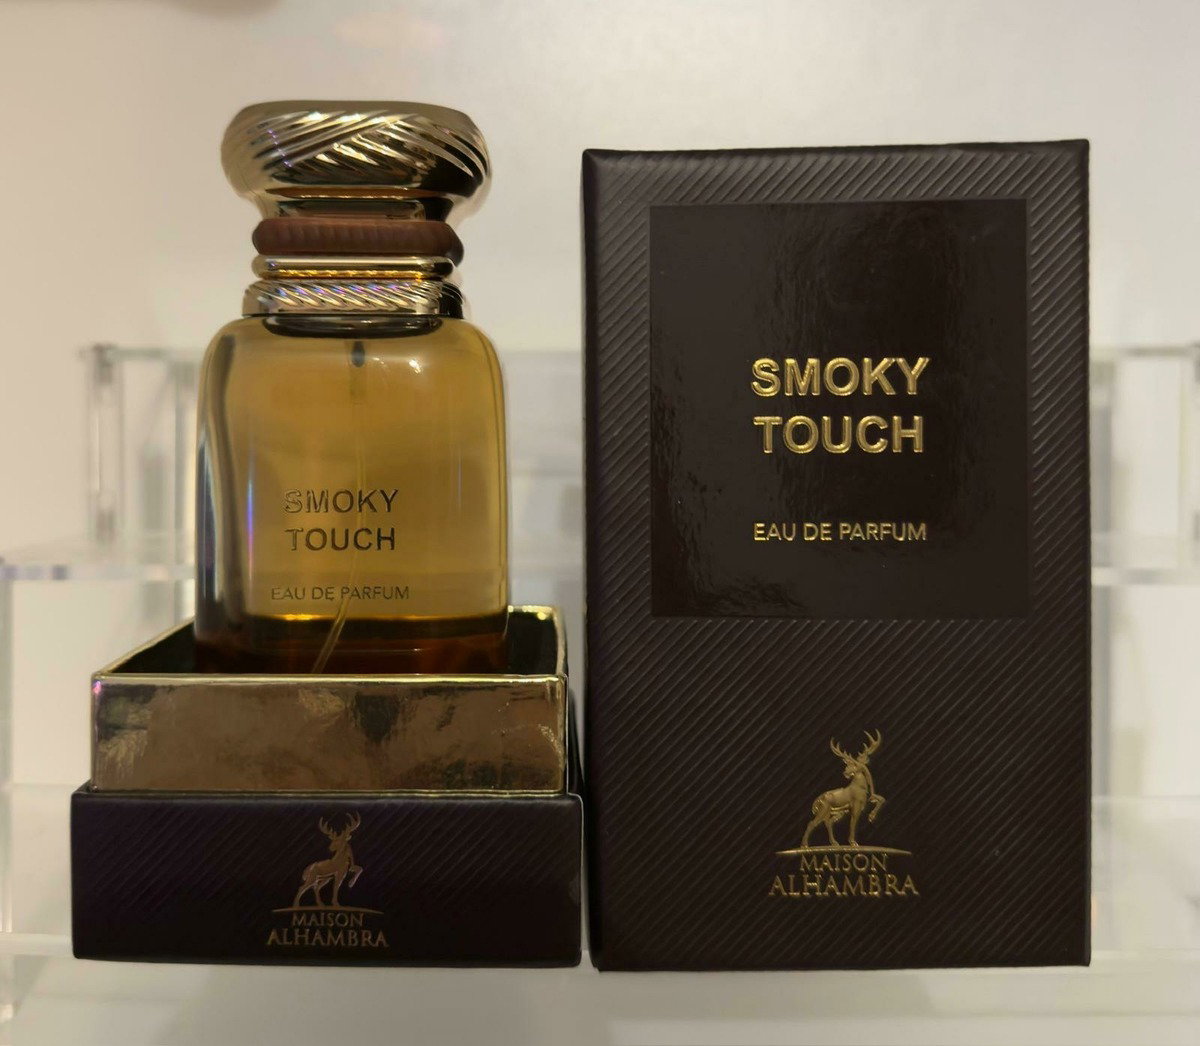 SMOKY
TOUCH
EAU DE PARFUM
MAISON
ALHAMBRA
SMOKY
TOUCH
EAU DE PARFUM
MAISON
ALHAMBRA